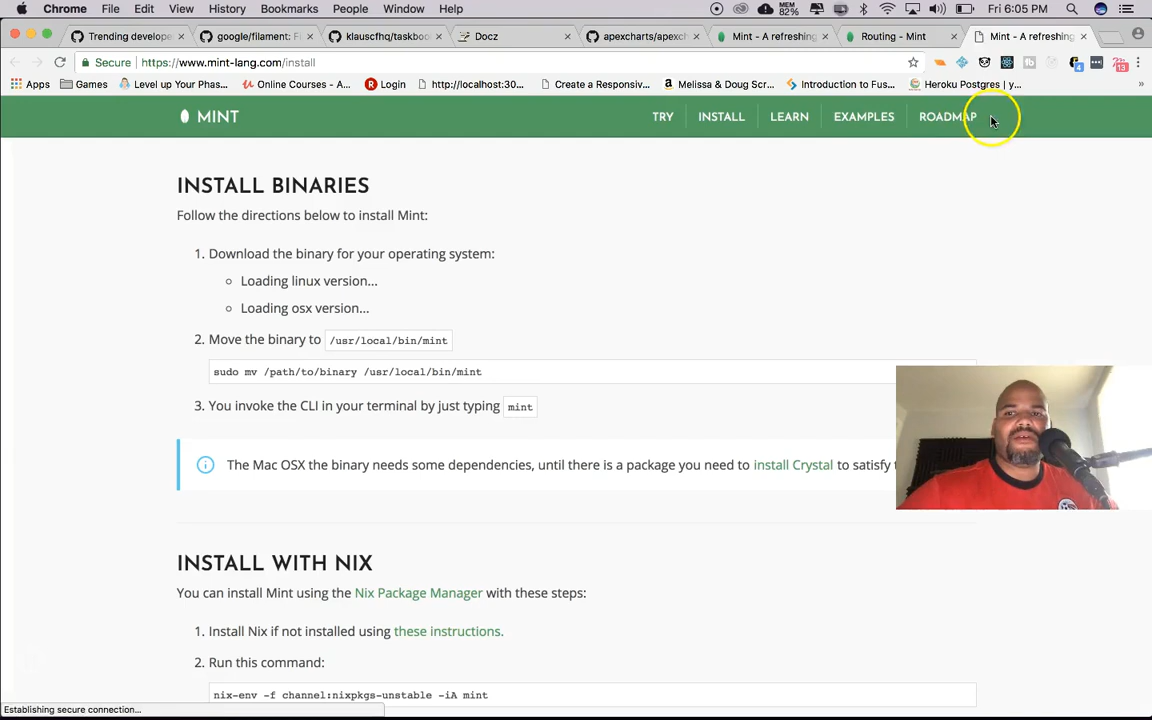 Chrome File Edit View History Bookmarks People Window Help MEM 82% Fri 6:05 PM
Trending develope google/filament: F klauscfhq/taskboo Docz apexcharts/apexc Mint - A refreshing Routing - Mint Mint - A refreshing
Secure https://www.mint-lang.com/install 4 13
Apps Games Level up Your Phas... Online Courses - A... Login http://localhost:30... Create a Responsiv... Melissa & Doug Scr... Introduction to Fus... Heroku Postgres | y... »
MINT TRY INSTALL LEARN EXAMPLES ROADMAP
INSTALL BINARIES
Follow the directions below to install Mint:
1. Download the binary for your operating system:
Loading linux version...
Loading osx version...
2. Move the binary to /usr/local/bin/mint
sudo mv /path/to/binary /usr/local/bin/mint
3. You invoke the CLI in your terminal by just typing mint
The Mac OSX the binary needs some dependencies, until there is a package you need to install Crystal to satisfy
INSTALL WITH NIX
You can install Mint using the Nix Package Manager with these steps:
1. Install Nix if not installed using these instructions.
2. Run this command:
nix-env -f channel:nixpkgs-unstable -iA mint
Establishing secure connection...